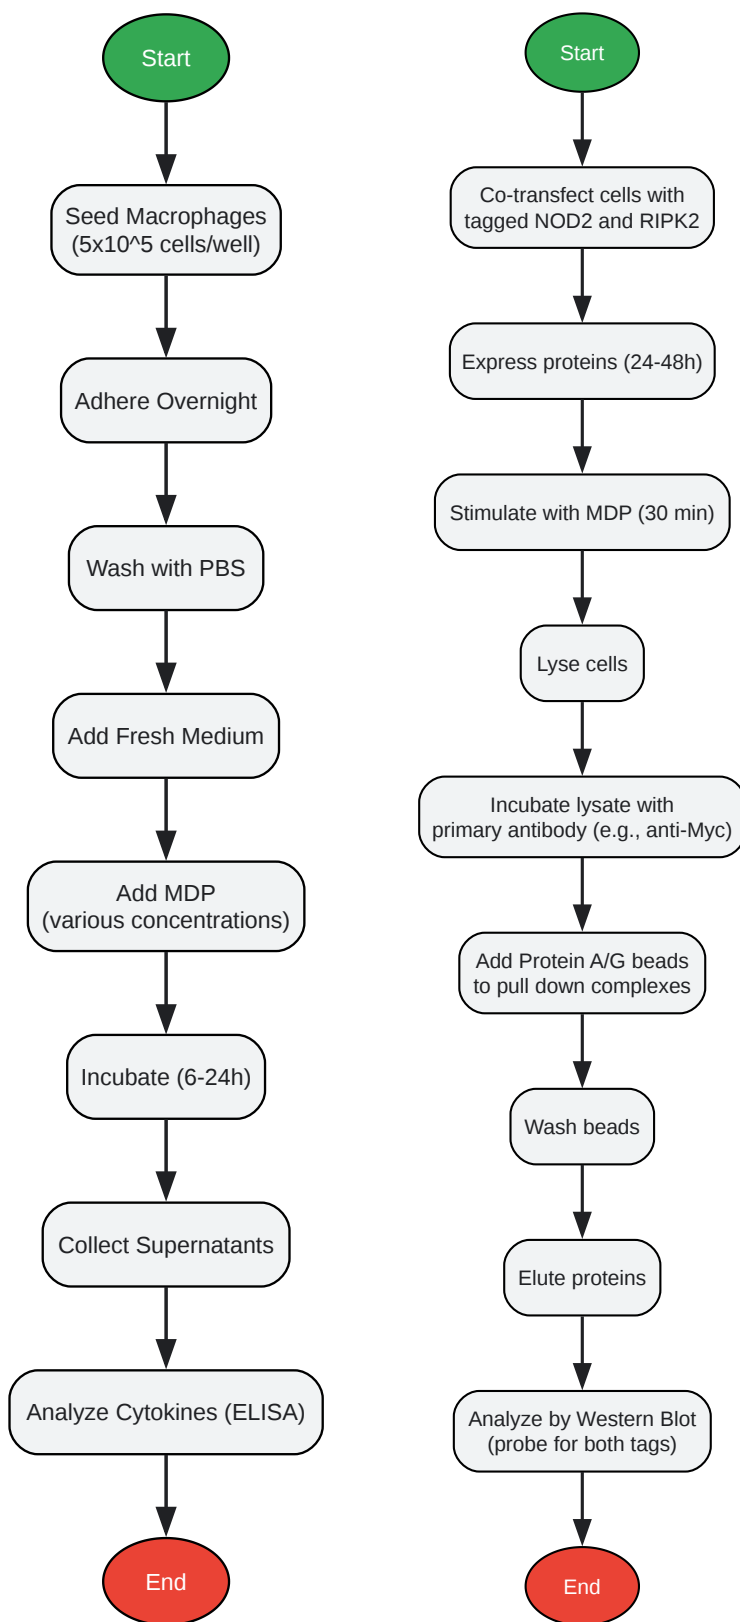 Start
Seed Macrophages
(5x10^5 cells/well)
Adhere Overnight
Wash with PBS
Add Fresh Medium
Add MDP
(various concentrations)
Incubate (6-24h)
Collect Supernatants
Analyze Cytokines (ELISA)
End
Start
Co-transfect cells with
tagged NOD2 and RIPK2
Express proteins (24-48h)
Stimulate with MDP (30 min)
Lyse cells
Incubate lysate with
primary antibody (e.g., anti-Myc)
Add Protein A/G beads
to pull down complexes
Wash beads
Elute proteins
Analyze by Western Blot
(probe for both tags)
End